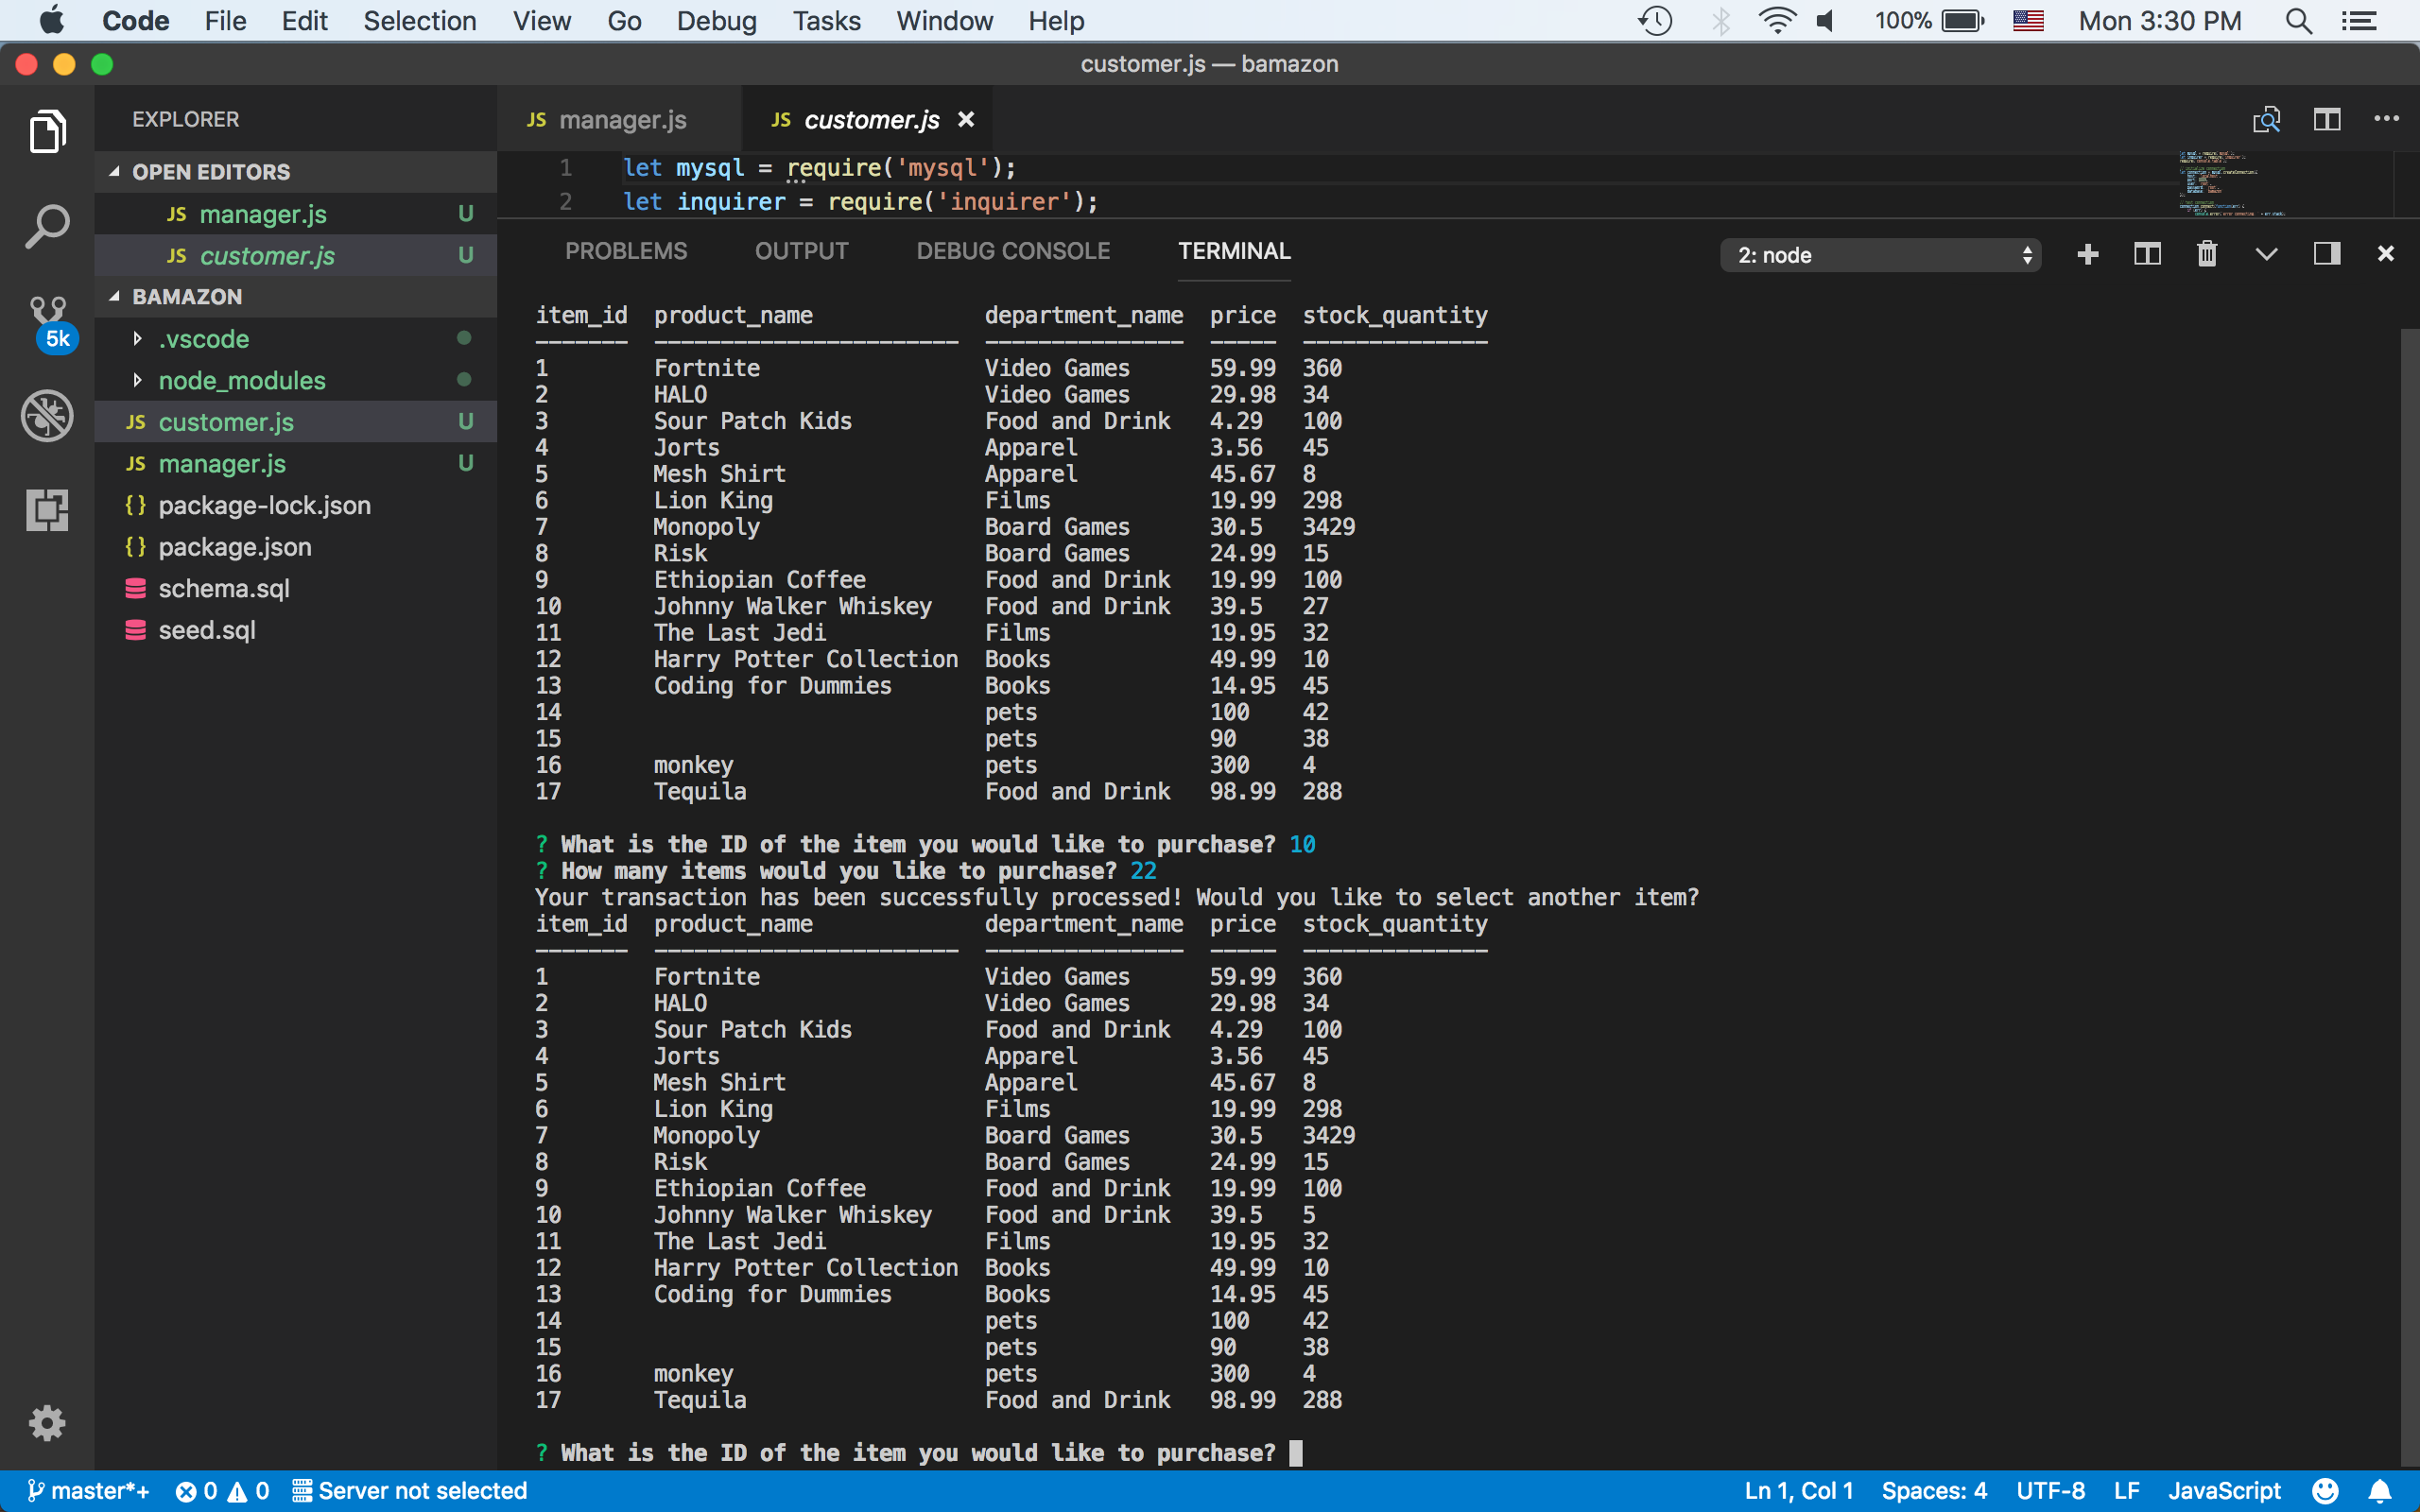 Code File Edit Selection View Go Debug Tasks Window Help 100% Mon 3:30 PM
customer.js — bamazon
EXPLORER
OPEN EDITORS
JS manager.js U
JS customer.js U
BAMAZON
.vscode
node_modules
JS customer.js U
JS manager.js U
{} package-lock.json
{} package.json
schema.sql
seed.sql
5k
JS manager.js JS customer.js
1 let mysql = require('mysql');
2 let inquirer = require('inquirer');
PROBLEMS OUTPUT DEBUG CONSOLE TERMINAL 2: node
item_id product_name department_name price stock_quantity
------- ----------------------- --------------- ----- --------------
1 Fortnite Video Games 59.99 360
2 HALO Video Games 29.98 34
3 Sour Patch Kids Food and Drink 4.29 100
4 Jorts Apparel 3.56 45
5 Mesh Shirt Apparel 45.67 8
6 Lion King Films 19.99 298
7 Monopoly Board Games 30.5 3429
8 Risk Board Games 24.99 15
9 Ethiopian Coffee Food and Drink 19.99 100
10 Johnny Walker Whiskey Food and Drink 39.5 27
11 The Last Jedi Films 19.95 32
12 Harry Potter Collection Books 49.99 10
13 Coding for Dummies Books 14.95 45
14 pets 100 42
15 pets 90 38
16 monkey pets 300 4
17 Tequila Food and Drink 98.99 288
? What is the ID of the item you would like to purchase? 10
? How many items would you like to purchase? 22
Your transaction has been successfully processed! Would you like to select another item?
item_id product_name department_name price stock_quantity
------- ----------------------- --------------- ----- --------------
1 Fortnite Video Games 59.99 360
2 HALO Video Games 29.98 34
3 Sour Patch Kids Food and Drink 4.29 100
4 Jorts Apparel 3.56 45
5 Mesh Shirt Apparel 45.67 8
6 Lion King Films 19.99 298
7 Monopoly Board Games 30.5 3429
8 Risk Board Games 24.99 15
9 Ethiopian Coffee Food and Drink 19.99 100
10 Johnny Walker Whiskey Food and Drink 39.5 5
11 The Last Jedi Films 19.95 32
12 Harry Potter Collection Books 49.99 10
13 Coding for Dummies Books 14.95 45
14 pets 100 42
15 pets 90 38
16 monkey pets 300 4
17 Tequila Food and Drink 98.99 288
? What is the ID of the item you would like to purchase?
master*+ 0 0 Server not selected Ln 1, Col 1 Spaces: 4 UTF-8 LF JavaScript